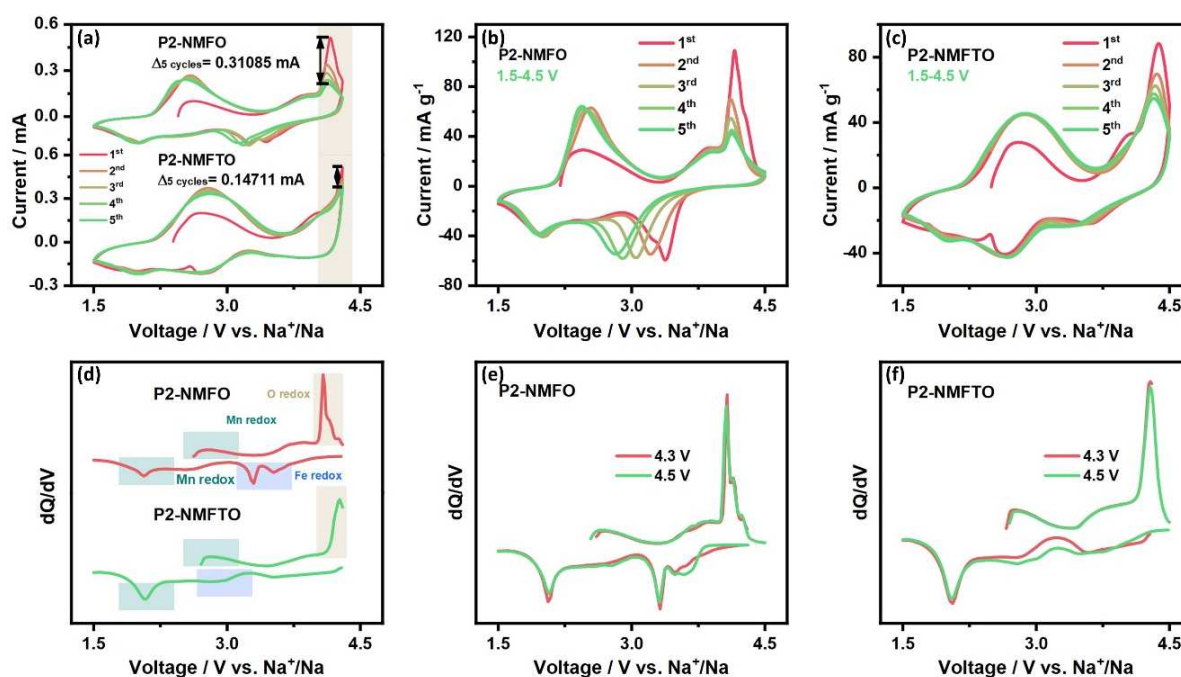 (a)
P2-NMFO
Δ5 cycles= 0.31085 mA
P2-NMFTO
Δ5 cycles= 0.14711 mA
1st
2nd
3rd
4th
5th
0.6
0.3
0.0
0.6
0.3
0.0
-0.3
Current / mA
1.5
3.0
4.5
Voltage / V vs. Na+/Na
(b)
P2-NMFO
1.5-4.5 V
1st
2nd
3rd
4th
5th
120
80
40
0
-40
-80
Current / mA g-1
1.5
3.0
4.5
Voltage / V vs. Na+/Na
(c)
P2-NMFTO
1.5-4.5 V
1st
2nd
3rd
4th
5th
80
40
0
-40
Current / mA g-1
1.5
3.0
4.5
Voltage / V vs. Na+/Na
(d)
P2-NMFO
O redox
Mn redox
Mn redox
Fe redox
P2-NMFTO
dQ/dV
1.5
3.0
4.5
Voltage / V vs. Na+/Na
(e)
P2-NMFO
4.3 V
4.5 V
dQ/dV
1.5
3.0
4.5
Voltage / V vs. Na+/Na
(f)
P2-NMFTO
4.3 V
4.5 V
dQ/dV
1.5
3.0
4.5
Voltage / V vs. Na+/Na